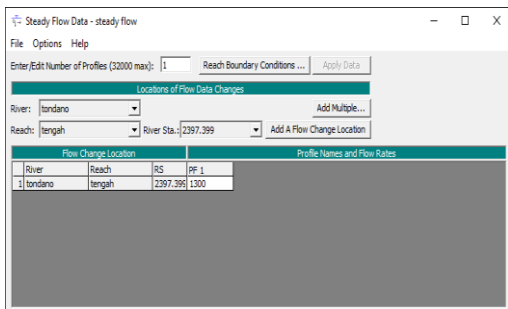 Steady Flow Data - steady flow
File Options Help
Enter/Edit Number of Profiles (32000 max): 1 Reach Boundary Conditions ... Apply Data
Locations of Flow Data Changes
River: tondano Add Multiple...
Reach: tengah River Sta.: 2397.399 Add A Flow Change Location
Flow Change Location Profile Names and Flow Rates
River Reach RS PF 1
1 tondano tengah 2397.399 1300